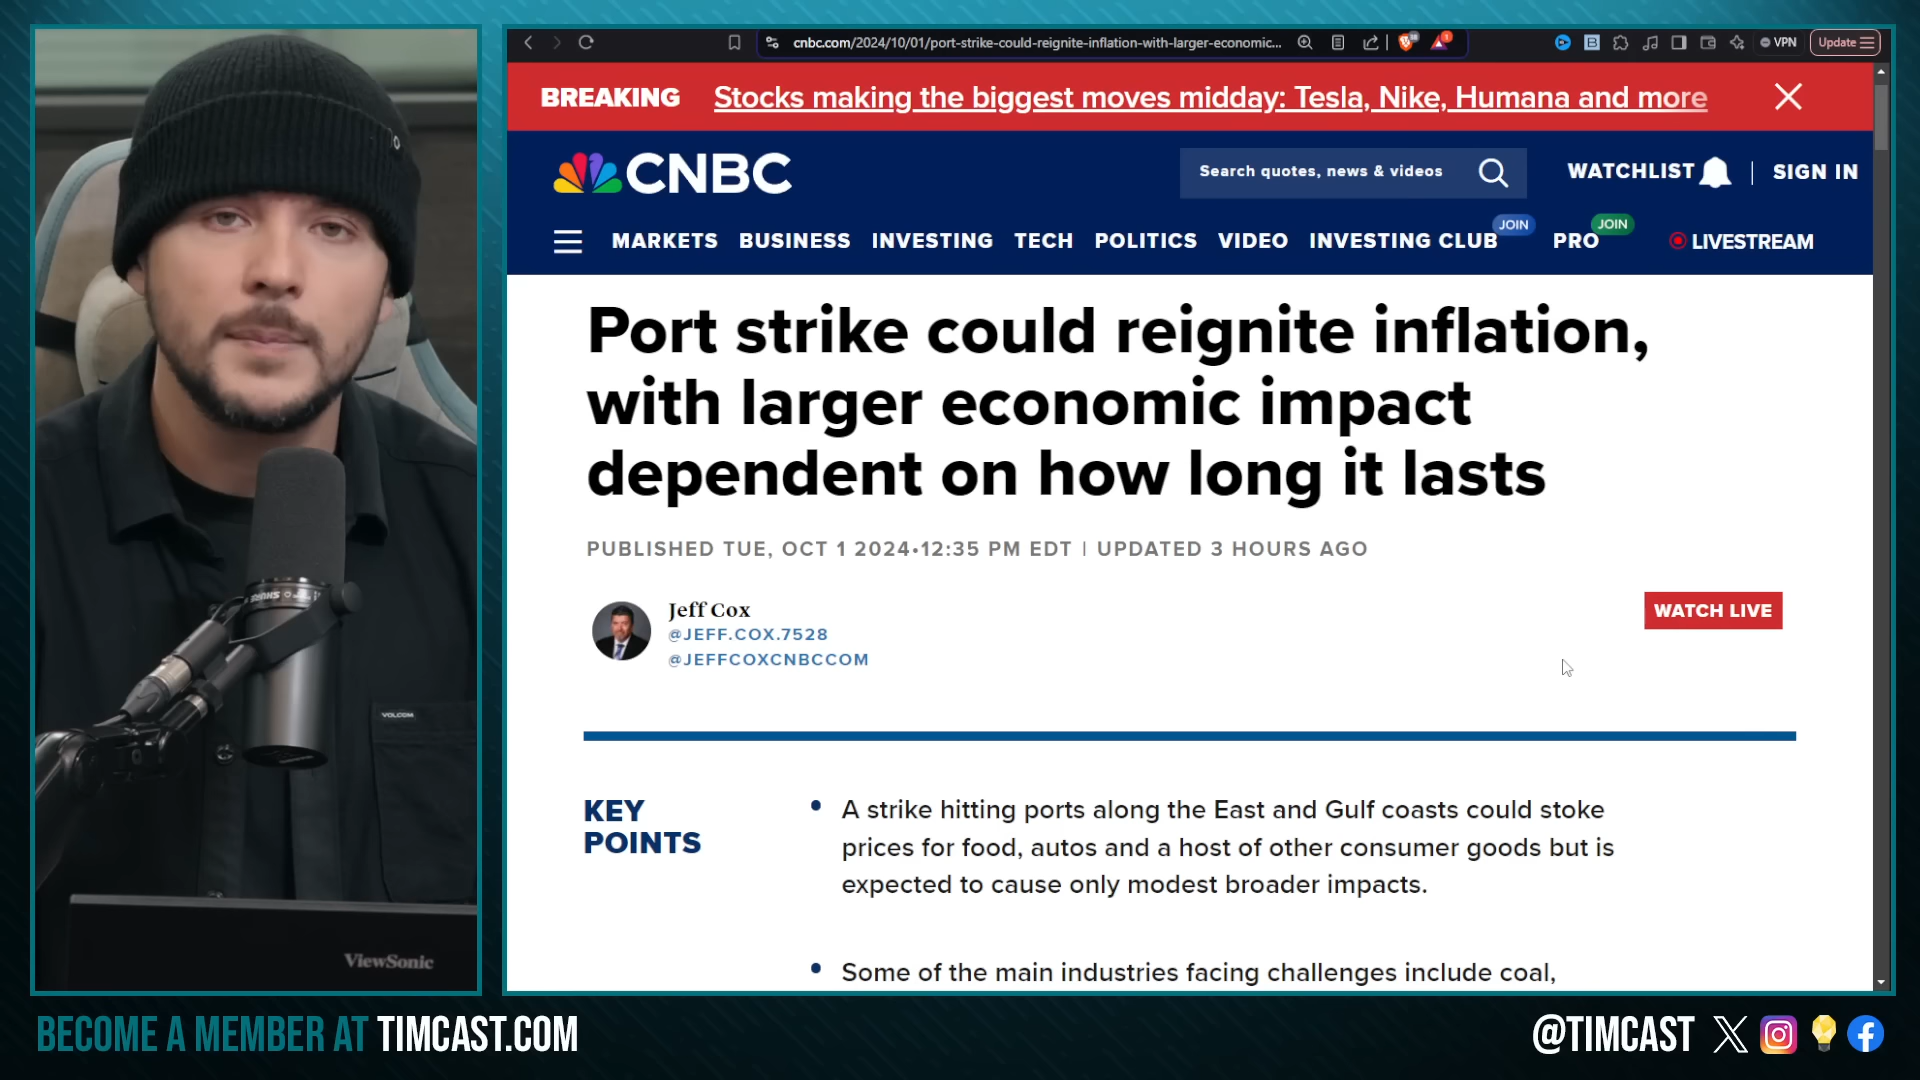 cnbc.com/2024/10/01/port-strike-could-reignite-inflation-with-larger-economic...
VPN
Update
BREAKING
Stocks making the biggest moves midday: Tesla, Nike, Humana and more
CNBC
Search quotes, news & videos
WATCHLIST
SIGN IN
MARKETS
BUSINESS
INVESTING
TECH
POLITICS
VIDEO
INVESTING CLUB
JOIN
PRO
JOIN
LIVESTREAM
Port strike could reignite inflation,
with larger economic impact
dependent on how long it lasts
PUBLISHED TUE, OCT 1 2024•12:35 PM EDT | UPDATED 3 HOURS AGO
Jeff Cox
@JEFF.COX.7528
@JEFFCOXCNBCCOM
WATCH LIVE
KEY
POINTS
• A strike hitting ports along the East and Gulf coasts could stoke
prices for food, autos and a host of other consumer goods but is
expected to cause only modest broader impacts.
• Some of the main industries facing challenges include coal,
SHURE
VOLCOM
ViewSonic
BECOME A MEMBER AT TIMCAST.COM
@TIMCAST